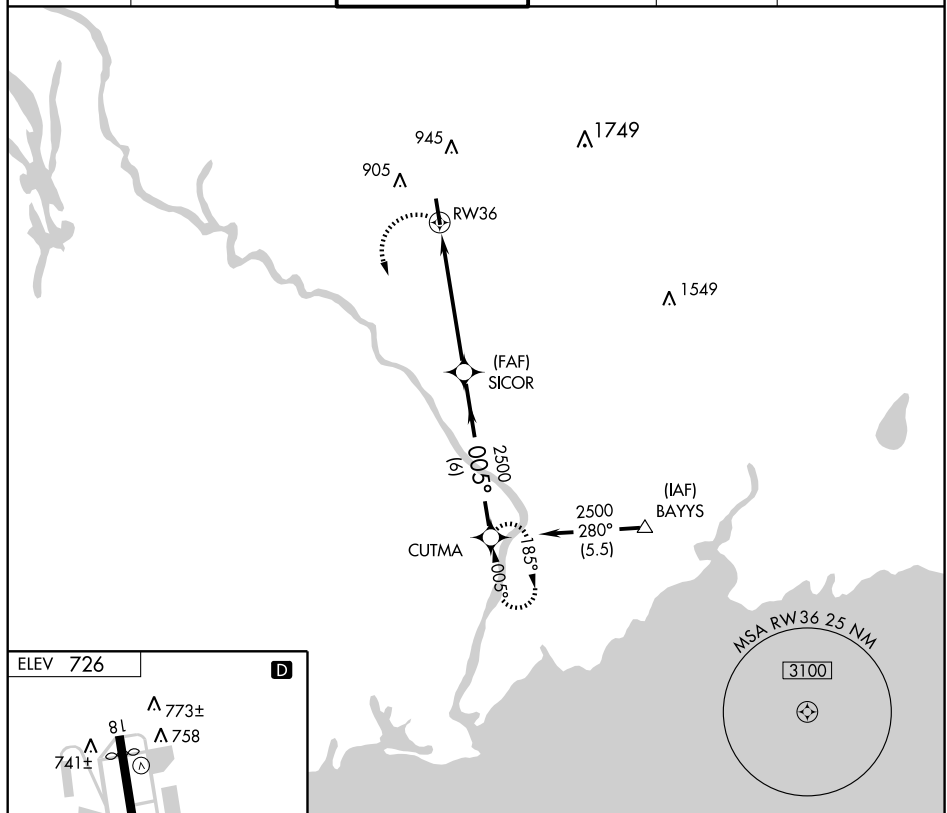 945
1749
905
RW36
1549
(FAF)
SICOR
2500
005°
(6)
(IAF)
BAYYS
2500
280°
(5.5)
CUTMA
185°
005°
MSA RW36 25 NM
3100
ELEV 726
D
773±
758
741±
18